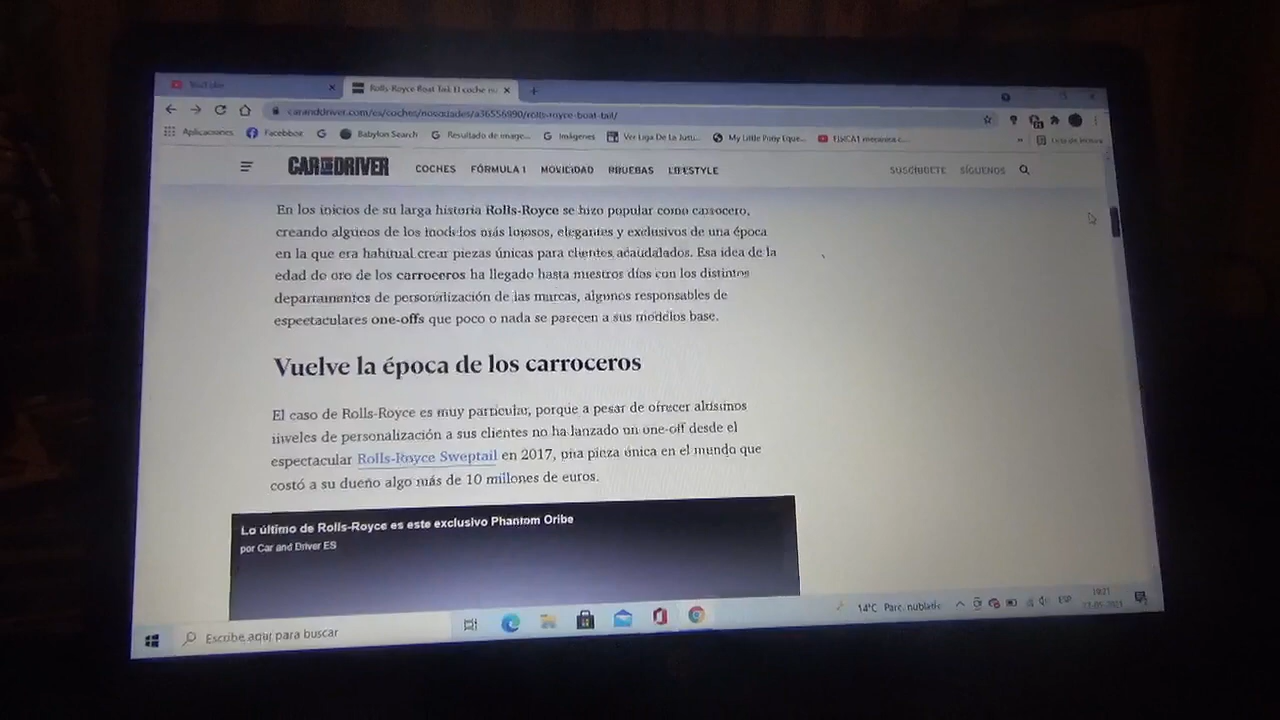 YouTube
Rolls-Royce Boat Tail: El coche
caranddriver.com/es/coches/novedades/a36556990/rolls-royce-boat-tail/
Aplicaciones Facebook Babylon Search Resultado de image... Imágenes Ver Liga De La Justi... My Little Pony Eque... FISICA1 mecanica c... » Lista de lectura
CAR AND DRIVER COCHES FÓRMULA 1 MOVILIDAD PRUEBAS LIFESTYLE SUSCRÍBETE SÍGUENOS
En los inicios de su larga historia Rolls-Royce se hizo popular como carrocero,
creando algunos de los modelos más lujosos, elegantes y exclusivos de una época
en la que era habitual crear piezas únicas para clientes acaudalados. Esa idea de la
edad de oro de los carroceros ha llegado hasta nuestros días con los distintos
departamentos de personalización de las marcas, algunos responsables de
espectaculares one-offs que poco o nada se parecen a sus modelos base.
Vuelve la época de los carroceros
El caso de Rolls-Royce es muy particular, porque a pesar de ofrecer altísimos
niveles de personalización a sus clientes no ha lanzado un one-off desde el
espectacular Rolls-Royce Sweptail en 2017, una pieza única en el mundo que
costó a su dueño algo más de 10 millones de euros.
Lo último de Rolls-Royce es este exclusivo Phantom Oribe
por Car and Driver ES
Escribe aquí para buscar
14°C Parc. nublado ESP